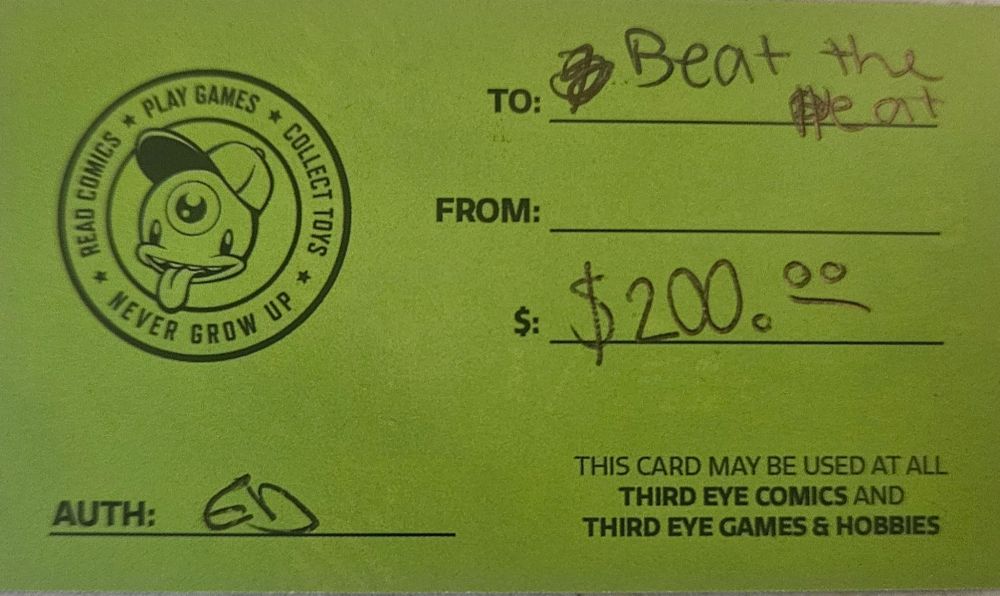 READ COMICS ★ PLAY GAMES ★ COLLECT TOYS ★ NEVER GROW UP ★
TO: Beat the
Heat
FROM:
$: $200.00
AUTH:
THIS CARD MAY BE USED AT ALL
THIRD EYE COMICS AND
THIRD EYE GAMES & HOBBIES